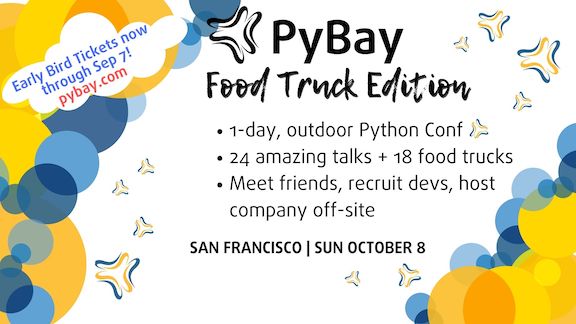 Early Bird Tickets now
through Sep 7!
pybay.com
PyBay
Food Truck Edition
• 1-day, outdoor Python Conf
• 24 amazing talks + 18 food trucks
• Meet friends, recruit devs, host
company off-site
SAN FRANCISCO | SUN OCTOBER 8